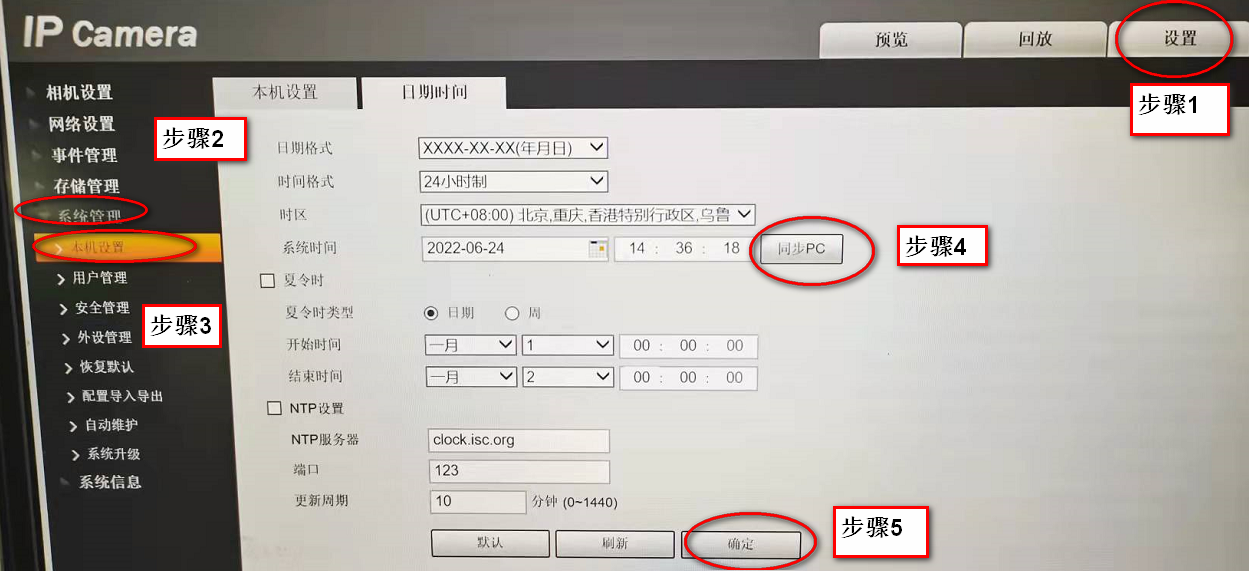 IP Camera
预览
回放
设置
步骤1
相机设置
网络设置
事件管理
存储管理
系统管理
本机设置
用户管理
安全管理
外设管理
恢复默认
配置导入导出
自动维护
系统升级
系统信息
步骤2
步骤3
本机设置
日期时间
日期格式 XXXX-XX-XX(年月日)
时间格式 24小时制
时区 (UTC+08:00) 北京,重庆,香港特别行政区,乌鲁
系统时间 2022-06-24 14 : 36 : 18 同步PC
步骤4
夏令时
夏令时类型 日期 周
开始时间 一月 1 00 : 00 : 00
结束时间 一月 2 00 : 00 : 00
NTP设置
NTP服务器 clock.isc.org
端口 123
更新周期 10 分钟 (0~1440)
默认 刷新 确定
步骤5